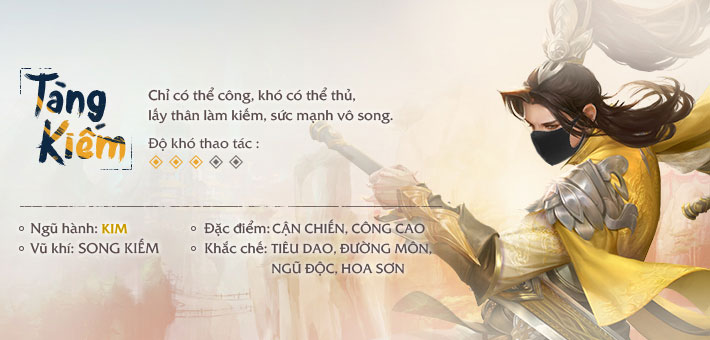 Tàng
Kiếm
Chỉ có thể công, khó có thể thủ,
lấy thân làm kiếm, sức mạnh vô song.
Độ khó thao tác :
Ngũ hành: KIM
Vũ khí: SONG KIẾM
Đặc điểm: CẬN CHIẾN, CÔNG CAO
Khắc chế: TIÊU DAO, ĐƯỜNG MÔN,
NGŨ ĐỘC, HOA SƠN